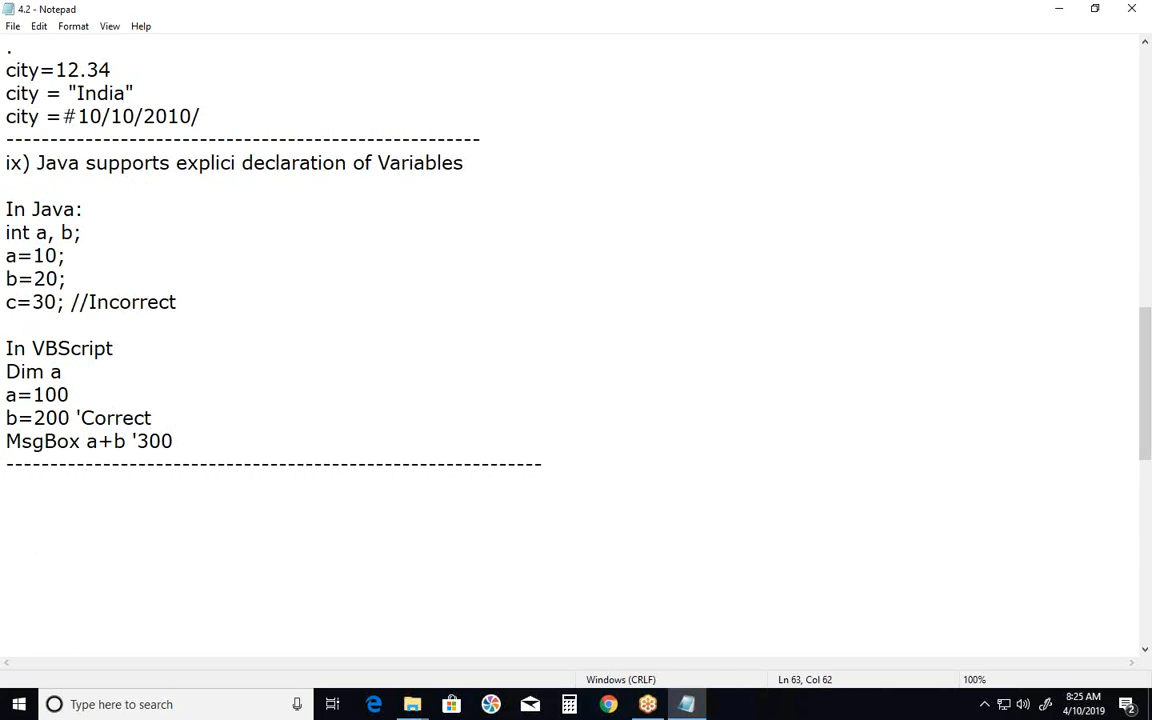 4.2 - Notepad
File Edit Format View Help
.
city=12.34
city = "India"
city =#10/10/2010/
------------------------------------------------------
ix) Java supports explici declaration of Variables
In Java:
int a, b;
a=10;
b=20;
c=30; //Incorrect
In VBScript
Dim a
a=100
b=200 'Correct
MsgBox a+b '300
-------------------------------------------------------------
Windows (CRLF) Ln 63, Col 62 100%
Type here to search
8:25 AM
4/10/2019
2